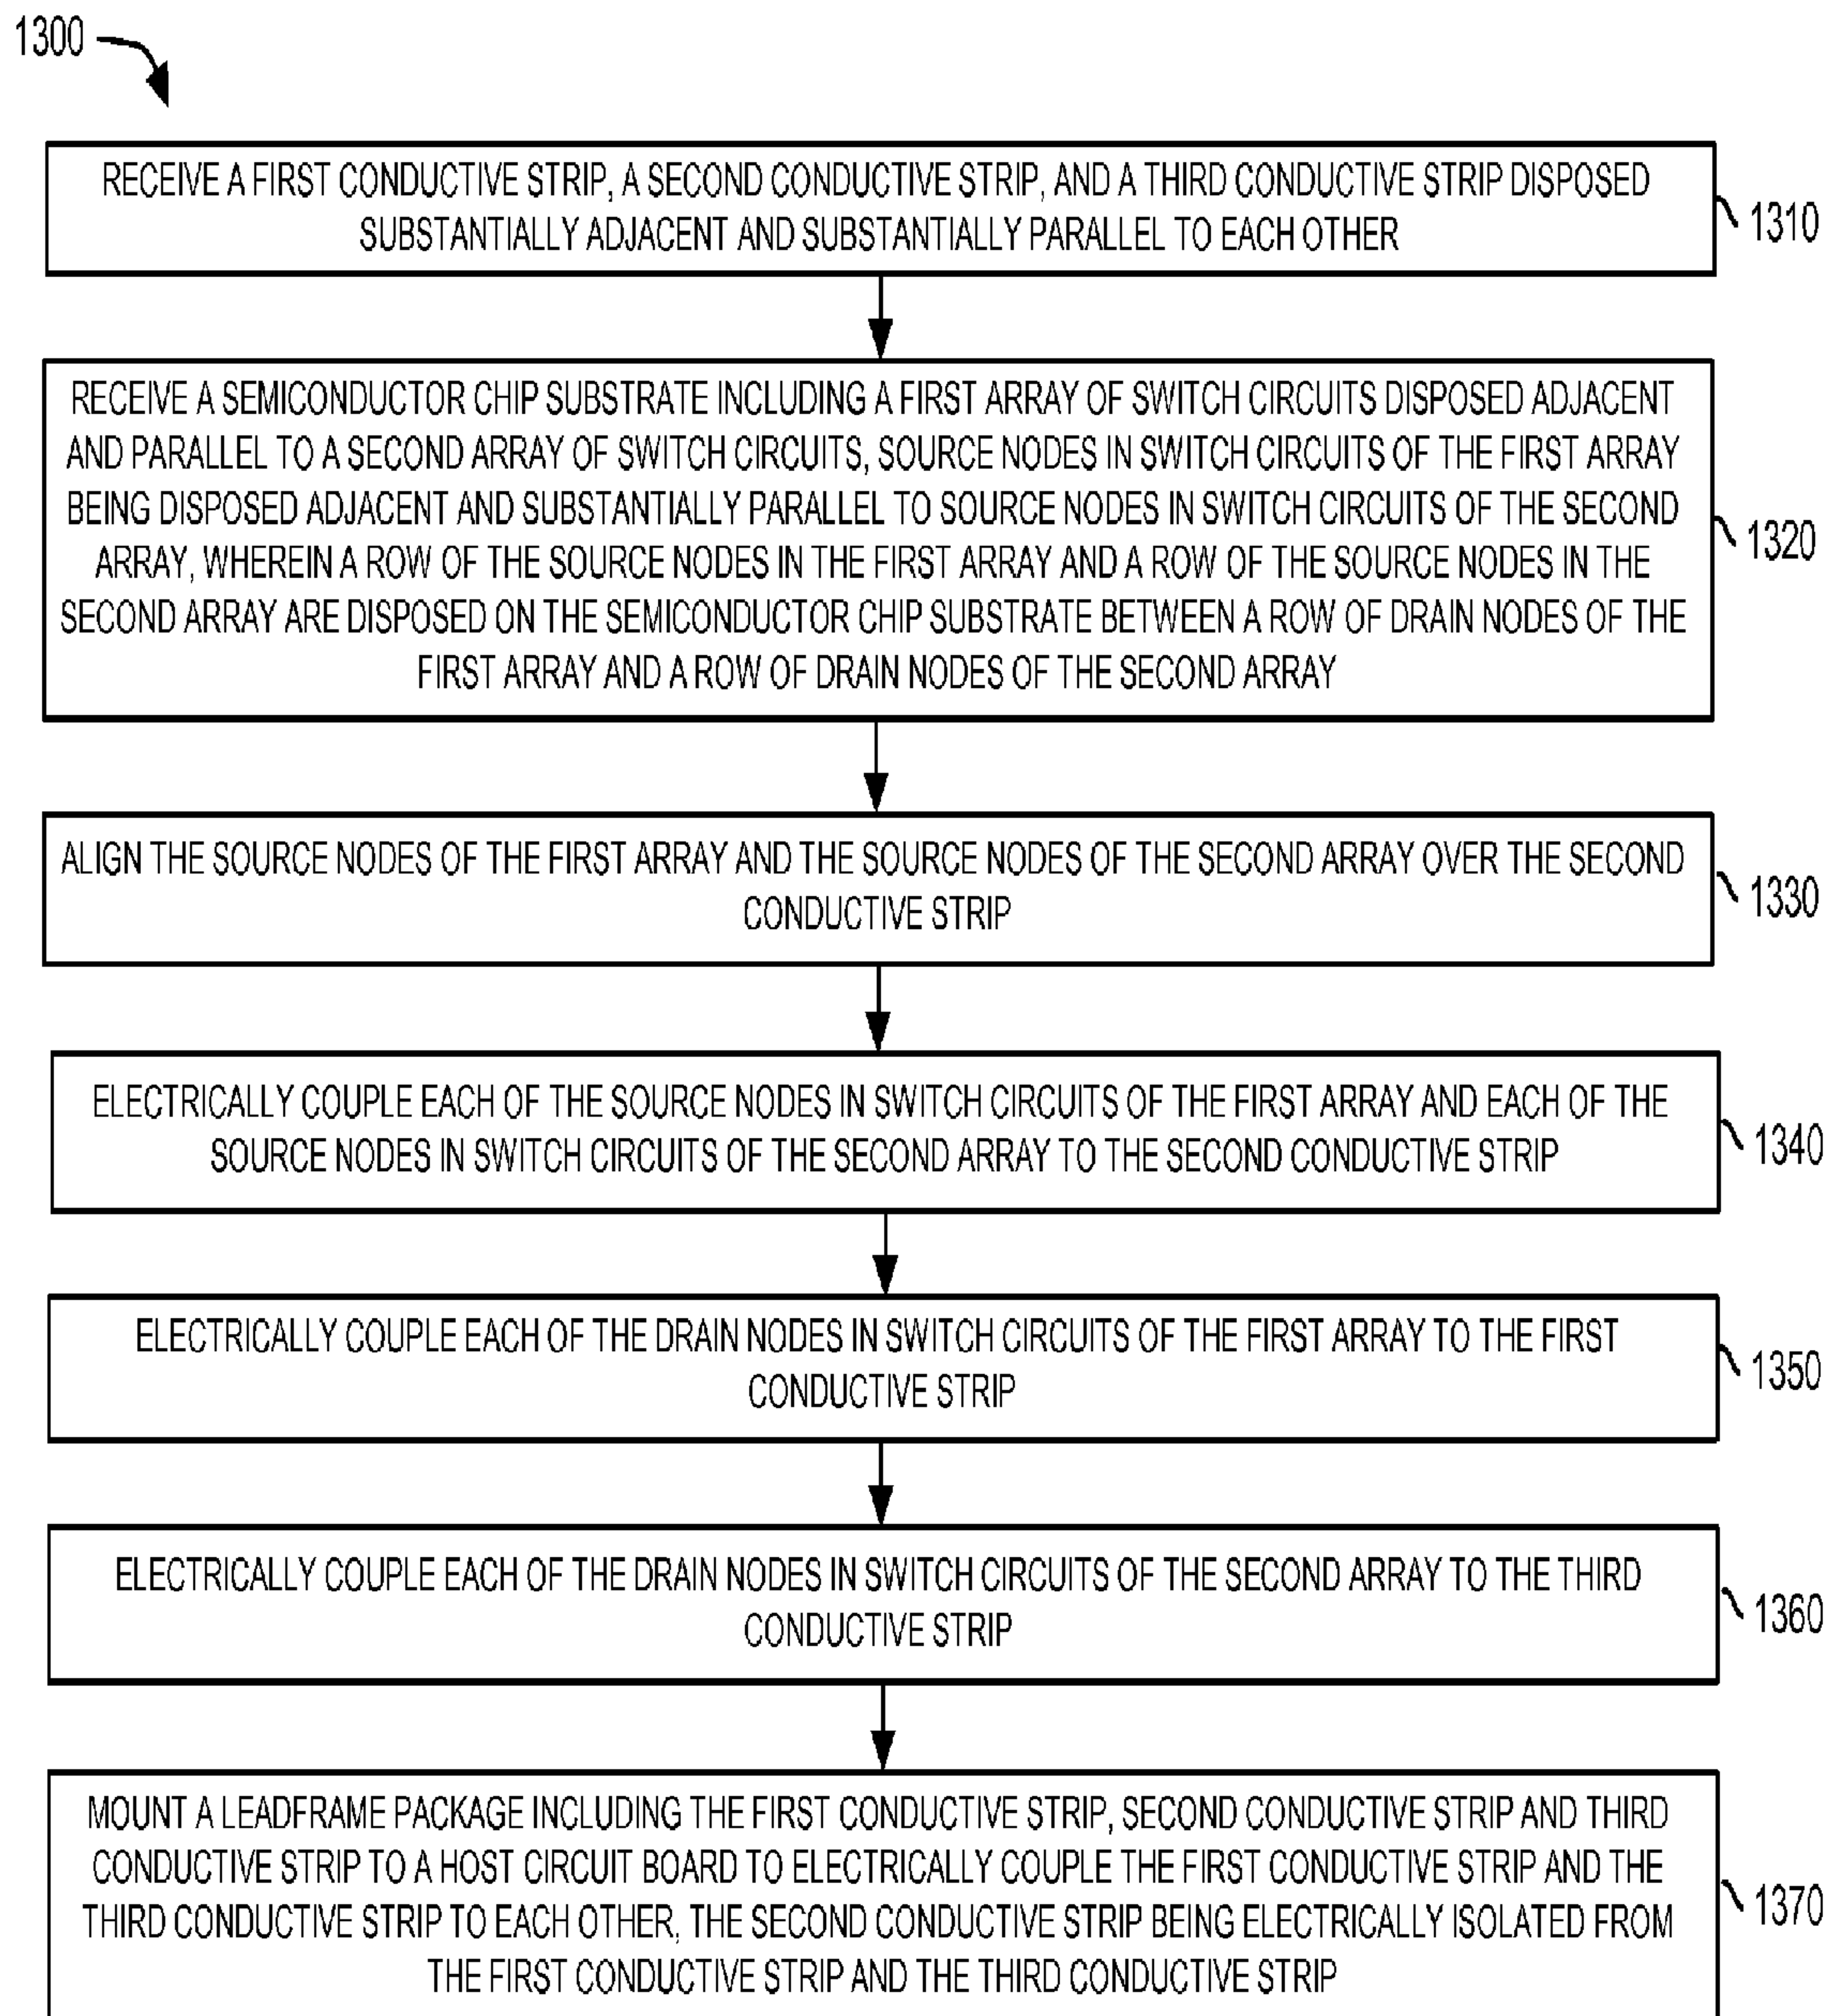 1300
RECEIVE A FIRST CONDUCTIVE STRIP, A SECOND CONDUCTIVE STRIP, AND A THIRD CONDUCTIVE STRIP DISPOSED
SUBSTANTIALLY ADJACENT AND SUBSTANTIALLY PARALLEL TO EACH OTHER
1310
RECEIVE A SEMICONDUCTOR CHIP SUBSTRATE INCLUDING A FIRST ARRAY OF SWITCH CIRCUITS DISPOSED ADJACENT
AND PARALLEL TO A SECOND ARRAY OF SWITCH CIRCUITS, SOURCE NODES IN SWITCH CIRCUITS OF THE FIRST ARRAY
BEING DISPOSED ADJACENT AND SUBSTANTIALLY PARALLEL TO SOURCE NODES IN SWITCH CIRCUITS OF THE SECOND
ARRAY, WHEREIN A ROW OF THE SOURCE NODES IN THE FIRST ARRAY AND A ROW OF THE SOURCE NODES IN THE
SECOND ARRAY ARE DISPOSED ON THE SEMICONDUCTOR CHIP SUBSTRATE BETWEEN A ROW OF DRAIN NODES OF THE
FIRST ARRAY AND A ROW OF DRAIN NODES OF THE SECOND ARRAY
1320
ALIGN THE SOURCE NODES OF THE FIRST ARRAY AND THE SOURCE NODES OF THE SECOND ARRAY OVER THE SECOND
CONDUCTIVE STRIP
1330
ELECTRICALLY COUPLE EACH OF THE SOURCE NODES IN SWITCH CIRCUITS OF THE FIRST ARRAY AND EACH OF THE
SOURCE NODES IN SWITCH CIRCUITS OF THE SECOND ARRAY TO THE SECOND CONDUCTIVE STRIP
1340
ELECTRICALLY COUPLE EACH OF THE DRAIN NODES IN SWITCH CIRCUITS OF THE FIRST ARRAY TO THE FIRST
CONDUCTIVE STRIP
1350
ELECTRICALLY COUPLE EACH OF THE DRAIN NODES IN SWITCH CIRCUITS OF THE SECOND ARRAY TO THE THIRD
CONDUCTIVE STRIP
1360
MOUNT A LEADFRAME PACKAGE INCLUDING THE FIRST CONDUCTIVE STRIP, SECOND CONDUCTIVE STRIP AND THIRD
CONDUCTIVE STRIP TO A HOST CIRCUIT BOARD TO ELECTRICALLY COUPLE THE FIRST CONDUCTIVE STRIP AND THE
THIRD CONDUCTIVE STRIP TO EACH OTHER, THE SECOND CONDUCTIVE STRIP BEING ELECTRICALLY ISOLATED FROM
THE FIRST CONDUCTIVE STRIP AND THE THIRD CONDUCTIVE STRIP
1370